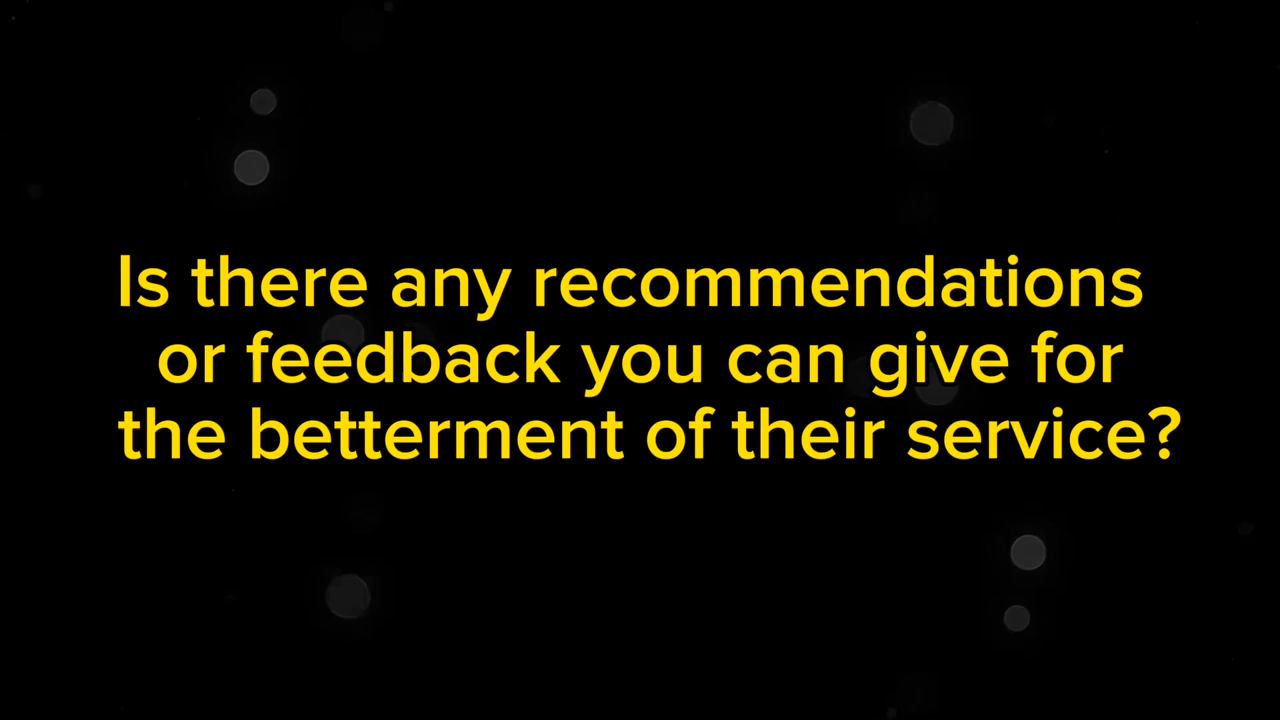 Is there any recommendations
or feedback you can give for
the betterment of their service?